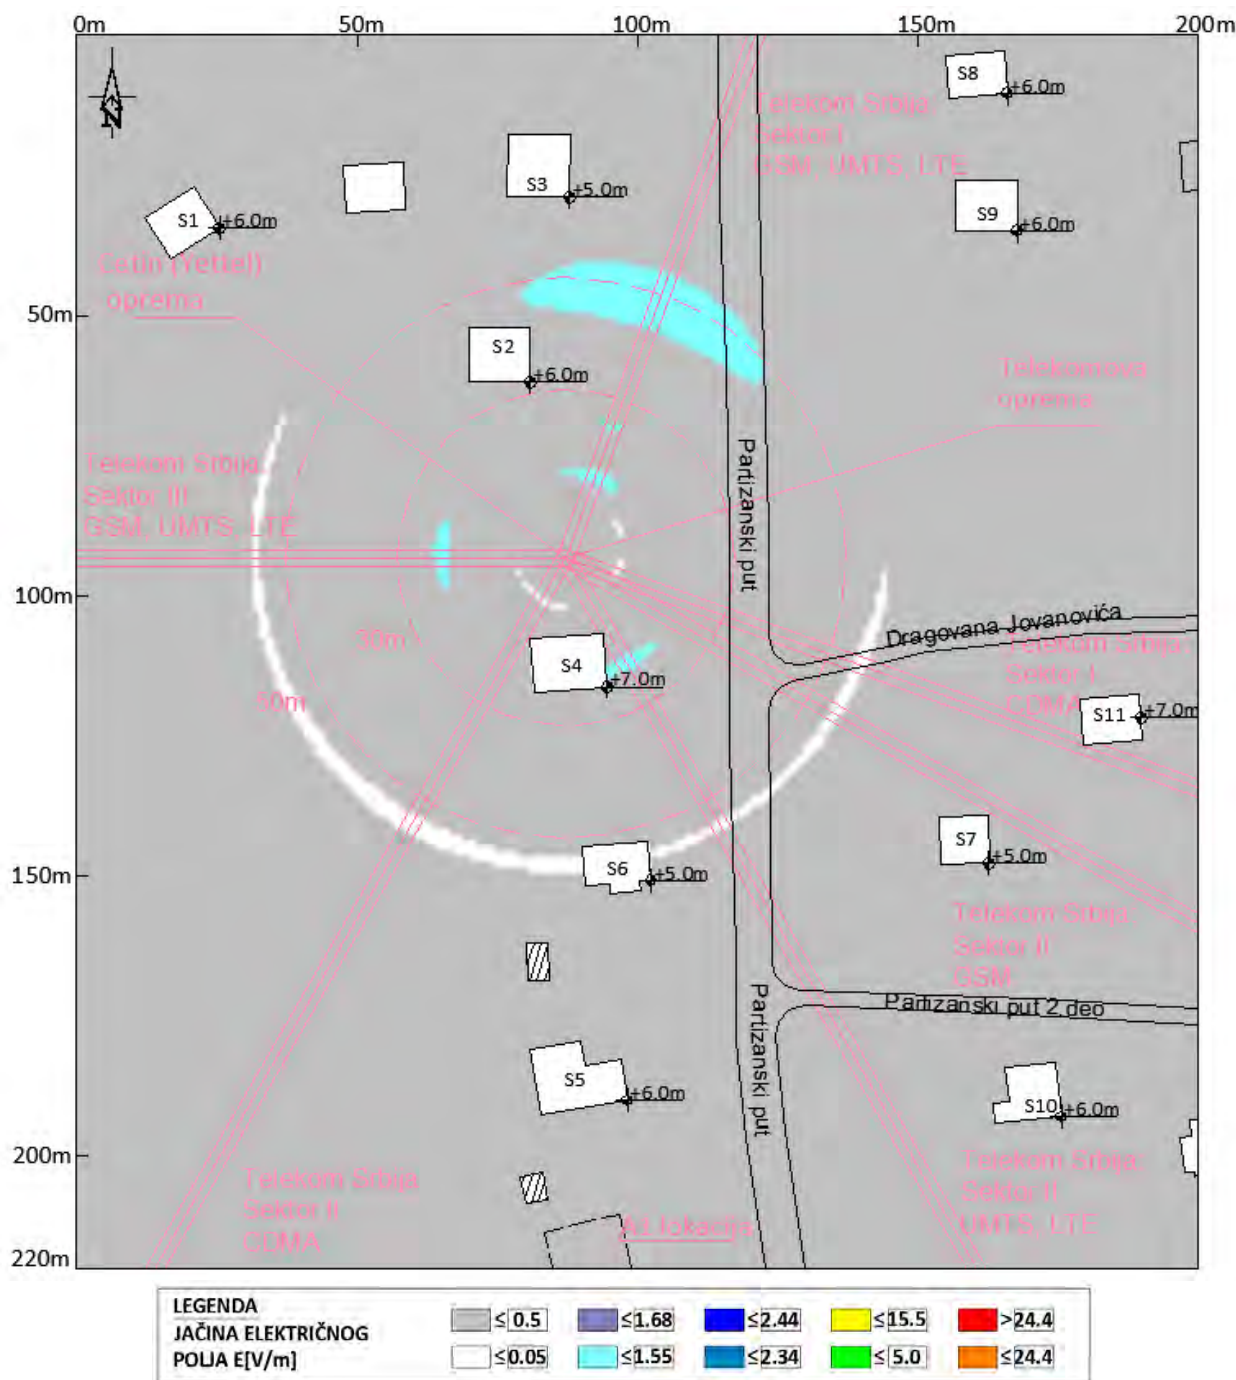 0m
50m
100m
150m
200m
N
S8
+6.0m
Telekom Srbija
Sektor I
GSM, UMTS, LTE
S3
+5.0m
S1
+6.0m
S9
+6.0m
Cetin (Yettel)
oprema
50m
S2
+6.0m
Telekomova
oprema
Partizanski put
Telekom Srbija
Sektor III
GSM, UMTS, LTE
100m
Dragovana Jovanovića
30m
S4
+7.0m
Telekom Srbija
Sektor I
CDMA
50m
S11
+7.0m
S7
+5.0m
150m
S6
+5.0m
Telekom Srbija
Sektor II
GSM
Partizanski put
Partizanski put 2 deo
S5
+6.0m
S10
+6.0m
200m
Telekom Srbija
Sektor II
CDMA
Telekom Srbija
Sektor II
UMTS, LTE
A1 lokacija
220m
LEGENDA
JAČINA ELEKTRIČNOG
POLJA E[V/m]
≤ 0.5
≤1.68
≤2.44
≤15.5
>24.4
≤0.05
≤1.55
≤2.34
≤ 5.0
≤24.4